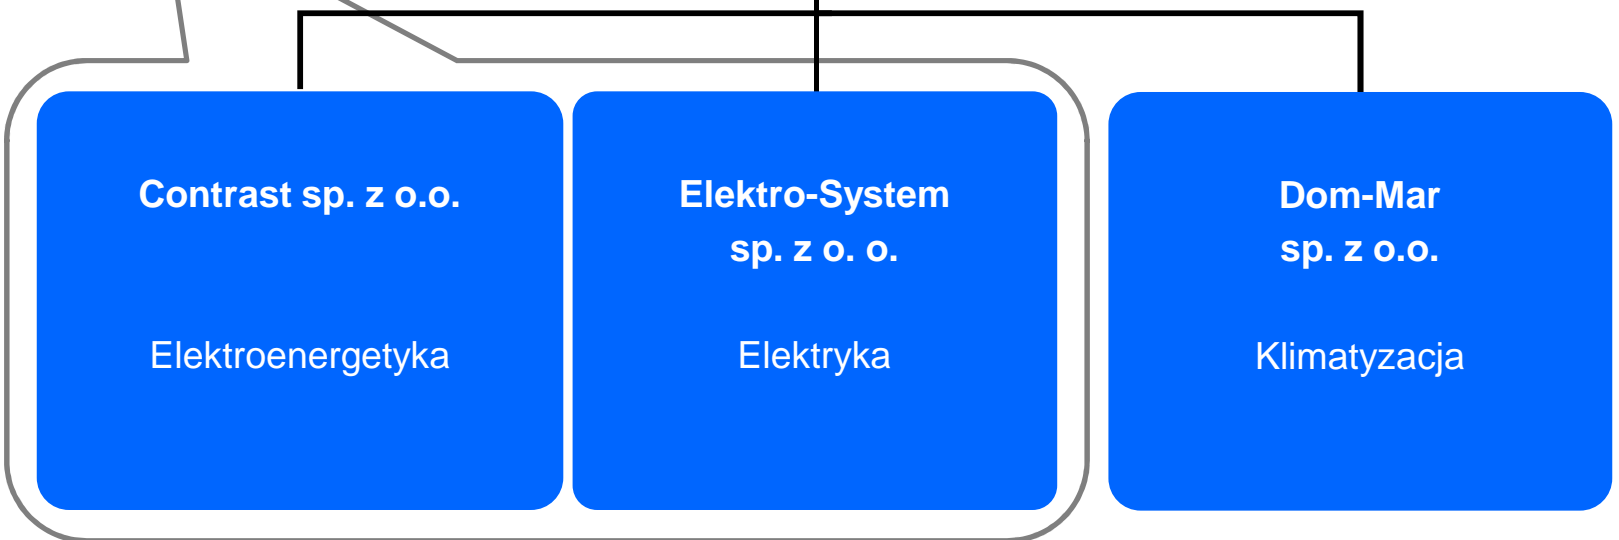 Contrast sp. z o.o.
Elektroenergetyka
Elektro-System
sp. z o. o.
Elektryka
Dom-Mar
sp. z o.o.
Klimatyzacja